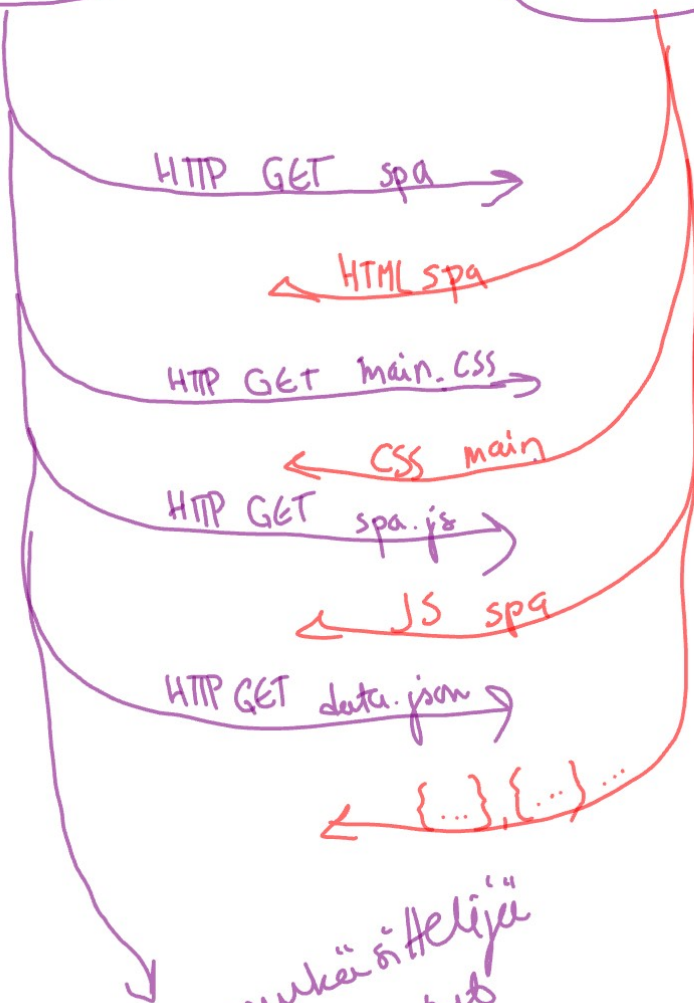 HTTP GET spa
HTML spa
HTTP GET main.css
CSS main
HTTP GET spa.js
JS spa
HTTP GET data.json
{...},{...} ...